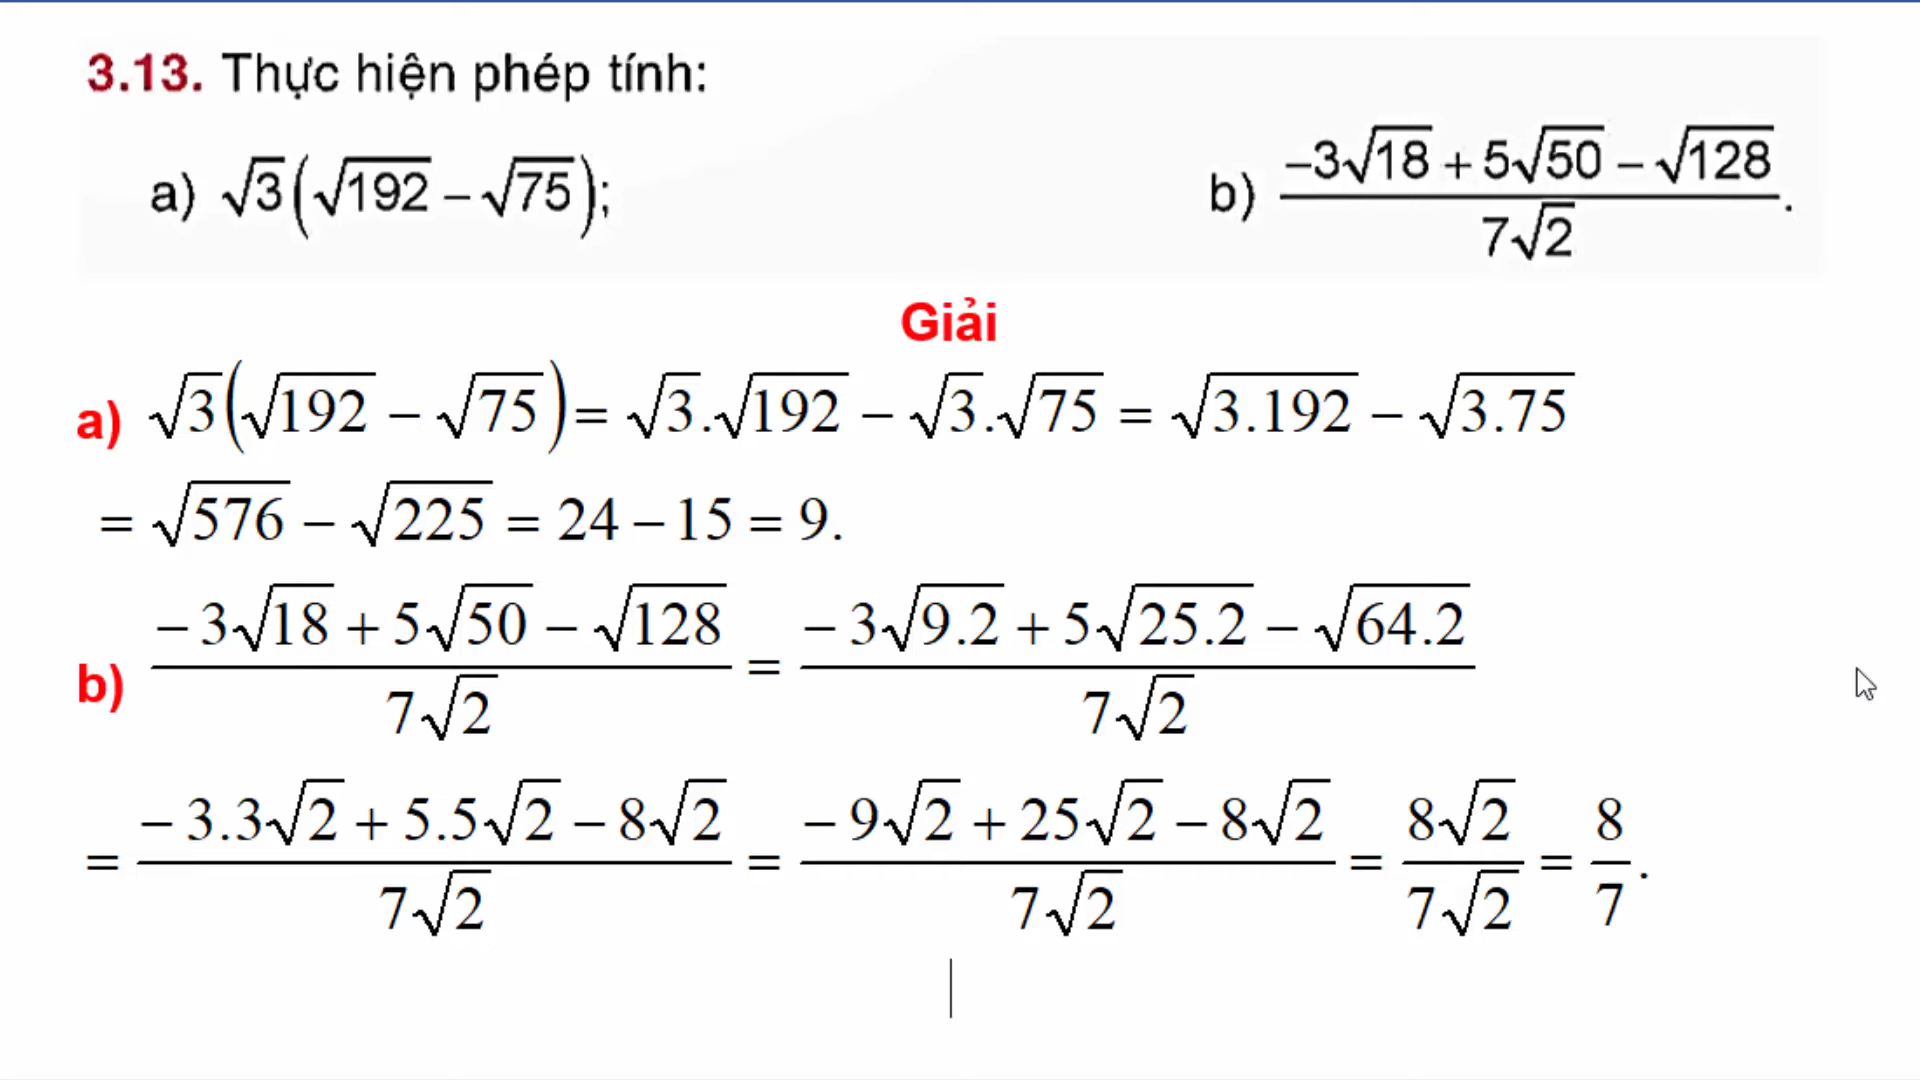 3.13. Thực hiện phép tính:
a) √3(√192 − √75);
b) (−3√18 + 5√50 − √128)/(7√2).
Giải
a) √3(√192 − √75) = √3.√192 − √3.√75 = √3.192 − √3.75
= √576 − √225 = 24 − 15 = 9.
b) (−3√18 + 5√50 − √128)/(7√2) = (−3√9.2 + 5√25.2 − √64.2)/(7√2)
= (−3.3√2 + 5.5√2 − 8√2)/(7√2) = (−9√2 + 25√2 − 8√2)/(7√2) = (8√2)/(7√2) = 8/7.